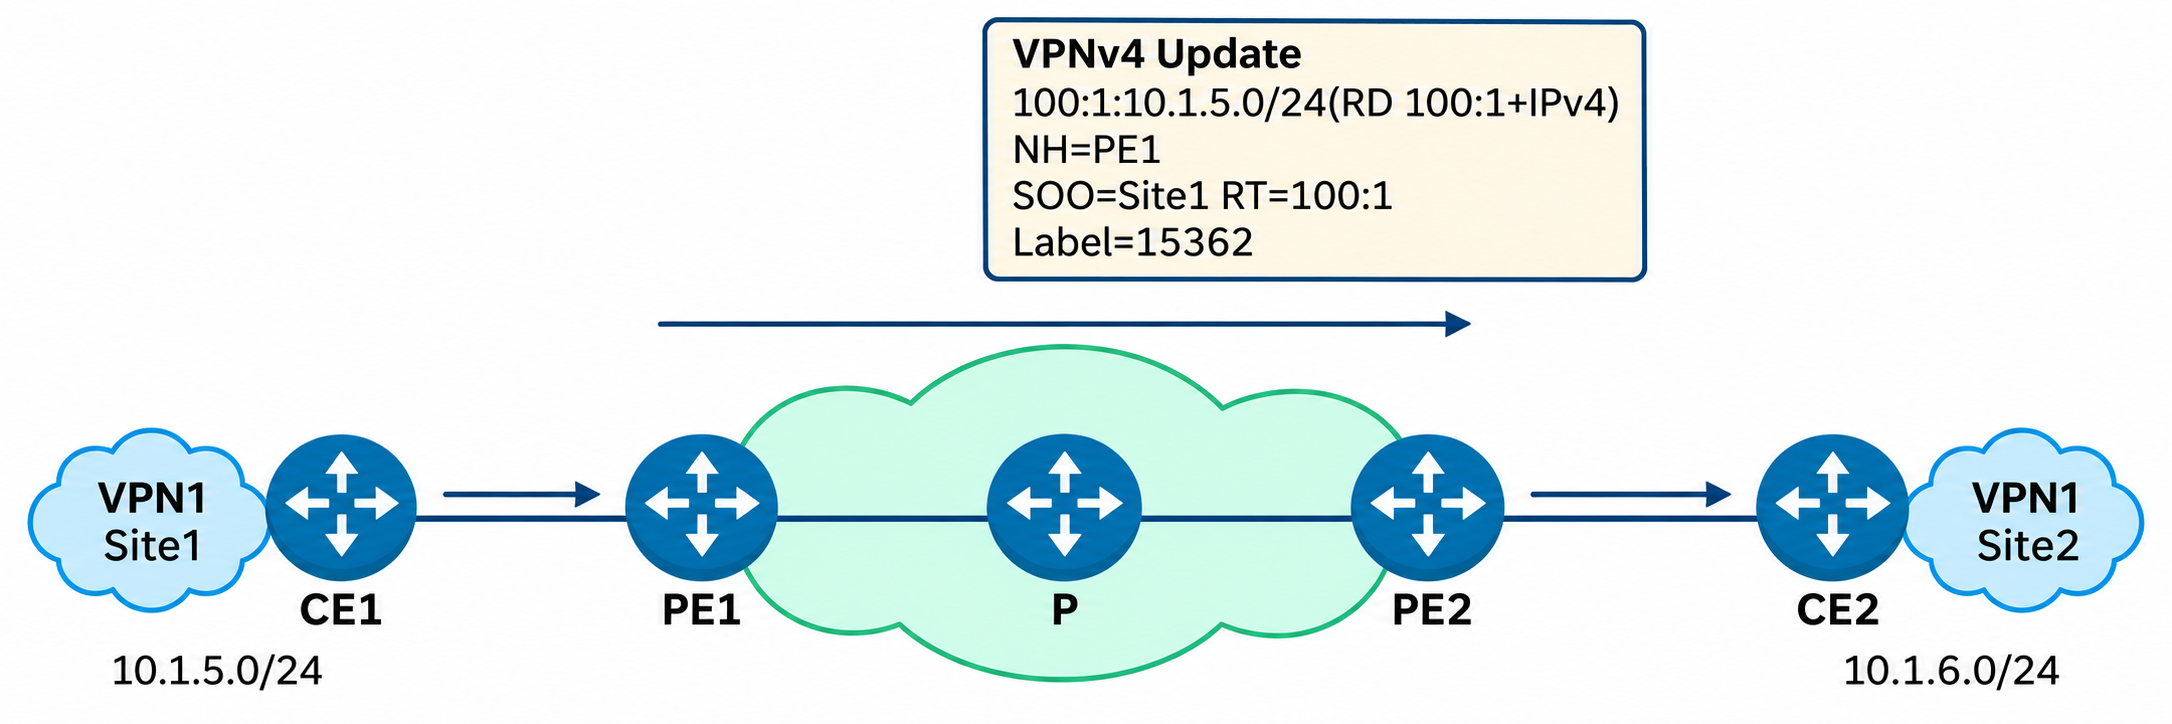 VPNv4 Update
100:1:10.1.5.0/24(RD 100:1+IPv4)
NH=PE1
SOO=Site1 RT=100:1
Label=15362
VPN1
Site1
CE1
PE1
P
PE2
CE2
VPN1
Site2
10.1.5.0/24
10.1.6.0/24